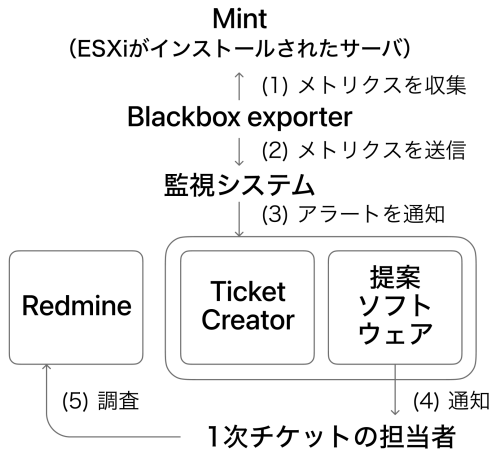 Mint
（ESXiがインストールされたサーバ）
(1) メトリクスを収集
Blackbox exporter
(2) メトリクスを送信
監視システム
(3) アラートを通知
Redmine
Ticket
Creator
提案
ソフト
ウェア
(4) 通知
(5) 調査
1次チケットの担当者